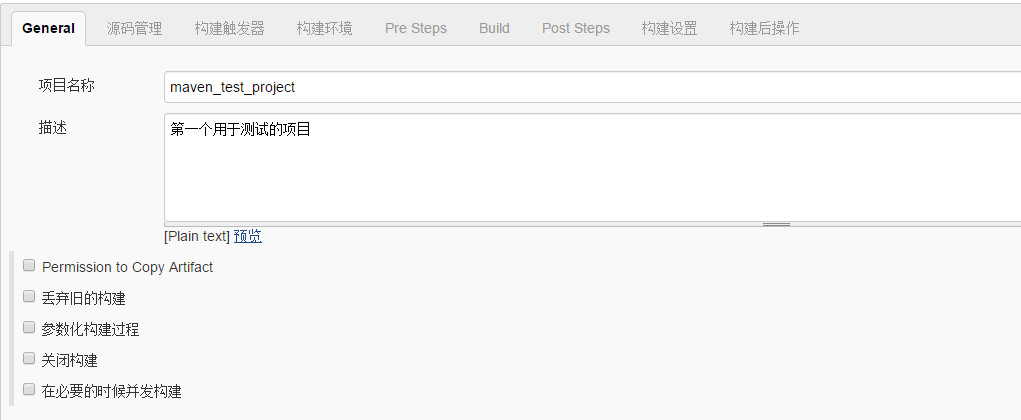 General 源码管理 构建触发器 构建环境 Pre Steps Build Post Steps 构建设置 构建后操作
项目名称 maven_test_project
描述 第一个用于测试的项目
[Plain text] 预览
Permission to Copy Artifact
丢弃旧的构建
参数化构建过程
关闭构建
在必要的时候并发构建